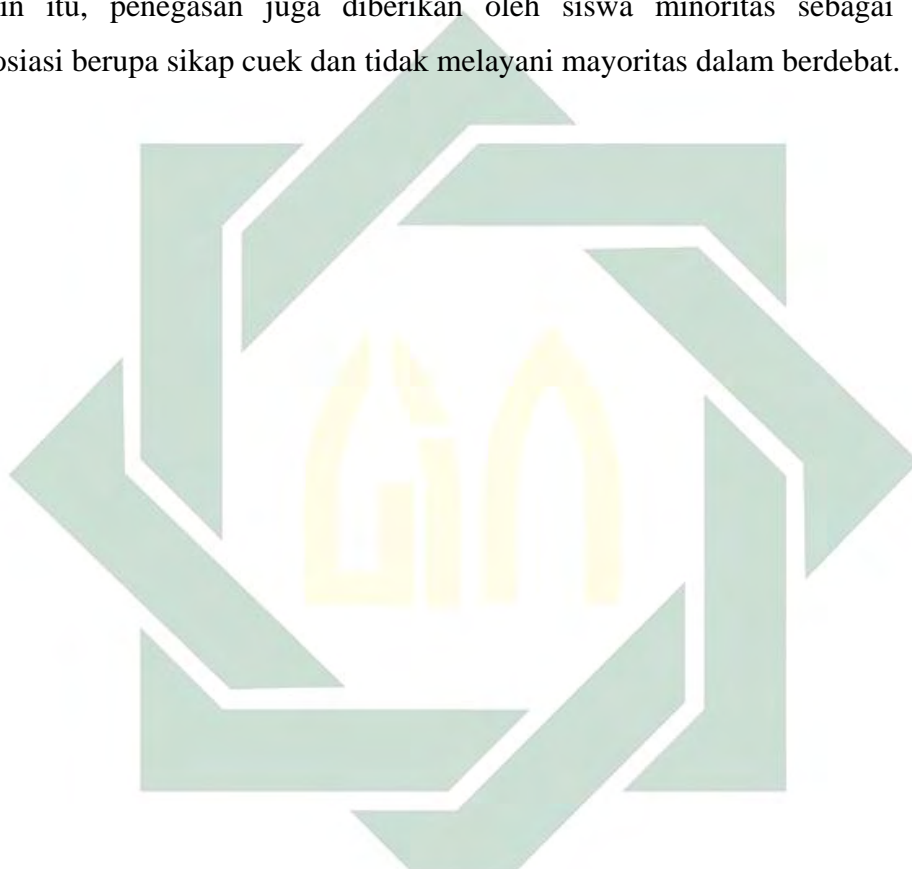 in itu, penegasan juga diberikan oleh siswa minoritas sebagai
osiasi berupa sikap cuek dan tidak melayani mayoritas dalam berdebat.
uin